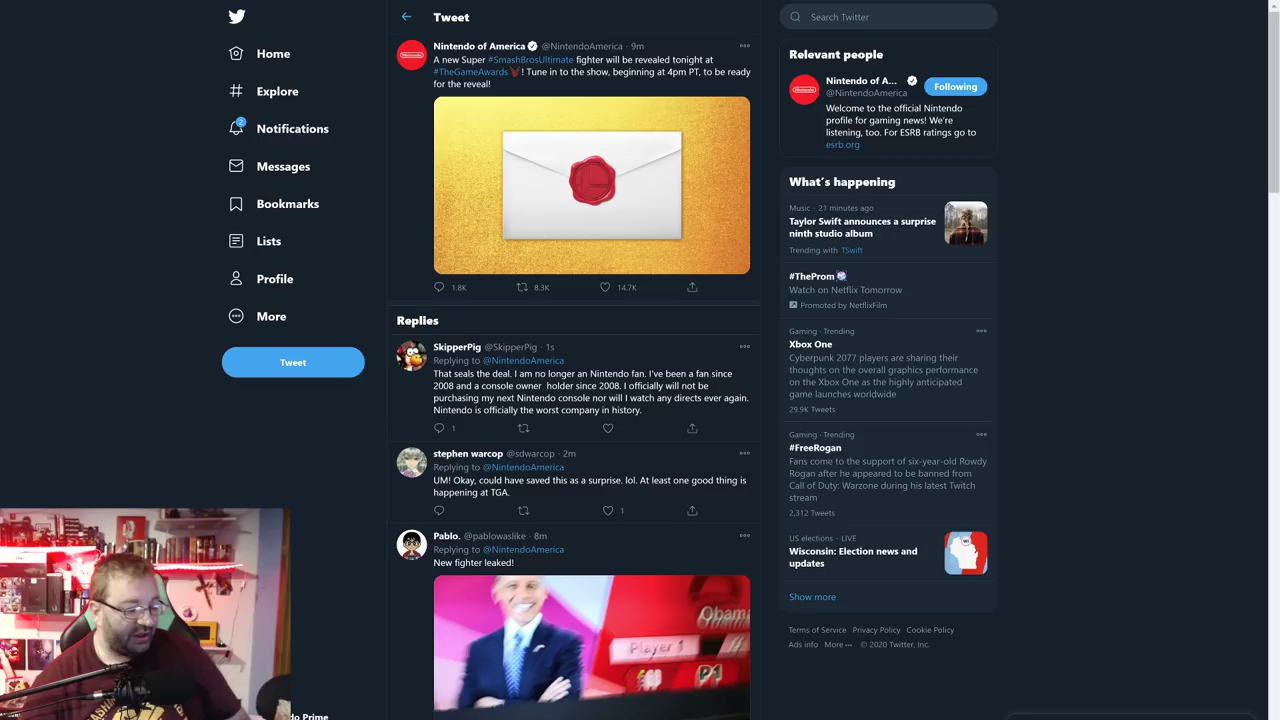 Home
Explore
2
Notifications
Messages
Bookmarks
Lists
Profile
More
Tweet
Tweet
Nintendo of America @NintendoAmerica · 9m
A new Super #SmashBrosUltimate fighter will be revealed tonight at
#TheGameAwards! Tune in to the show, beginning at 4pm PT, to be ready
for the reveal!
1.8K 8.3K 14.7K
Replies
SkipperPig @SkipperPig · 1s
Replying to @NintendoAmerica
That seals the deal. I am no longer an Nintendo fan. I've been a fan since
2008 and a console owner holder since 2008. I officially will not be
purchasing my next Nintendo console nor will I watch any directs ever again.
Nintendo is officially the worst company in history.
1
stephen warcop @sdwarcop · 2m
Replying to @NintendoAmerica
UM! Okay, could have saved this as a surprise. lol. At least one good thing is
happening at TGA.
1
Pablo. @pablowaslike · 8m
Replying to @NintendoAmerica
New fighter leaked!
Obama
Player 1
P1
Search Twitter
Relevant people
Nintendo of A...
@NintendoAmerica
Following
Welcome to the official Nintendo
profile for gaming news! We're
listening, too. For ESRB ratings go to
esrb.org
What's happening
Music · 21 minutes ago
Taylor Swift announces a surprise
ninth studio album
Trending with TSwift
#TheProm
Watch on Netflix Tomorrow
Promoted by NetflixFilm
Gaming · Trending
Xbox One
Cyberpunk 2077 players are sharing their
thoughts on the overall graphics performance
on the Xbox One as the highly anticipated
game launches worldwide
29.9K Tweets
Gaming · Trending
#FreeRogan
Fans come to the support of six-year-old Rowdy
Rogan after he appeared to be banned from
Call of Duty: Warzone during his latest Twitch
stream
2,312 Tweets
US elections · LIVE
Wisconsin: Election news and
updates
Show more
Terms of Service Privacy Policy Cookie Policy
Ads info More © 2020 Twitter, Inc.
do Prime